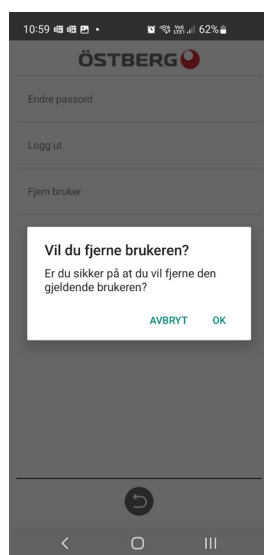 10:59 62%
ÖSTBERG
Endre passord
Logg ut
Fjern bruker
Vil du fjerne brukeren?
Er du sikker på at du vil fjerne den
gjeldende brukeren?
AVBRYT OK